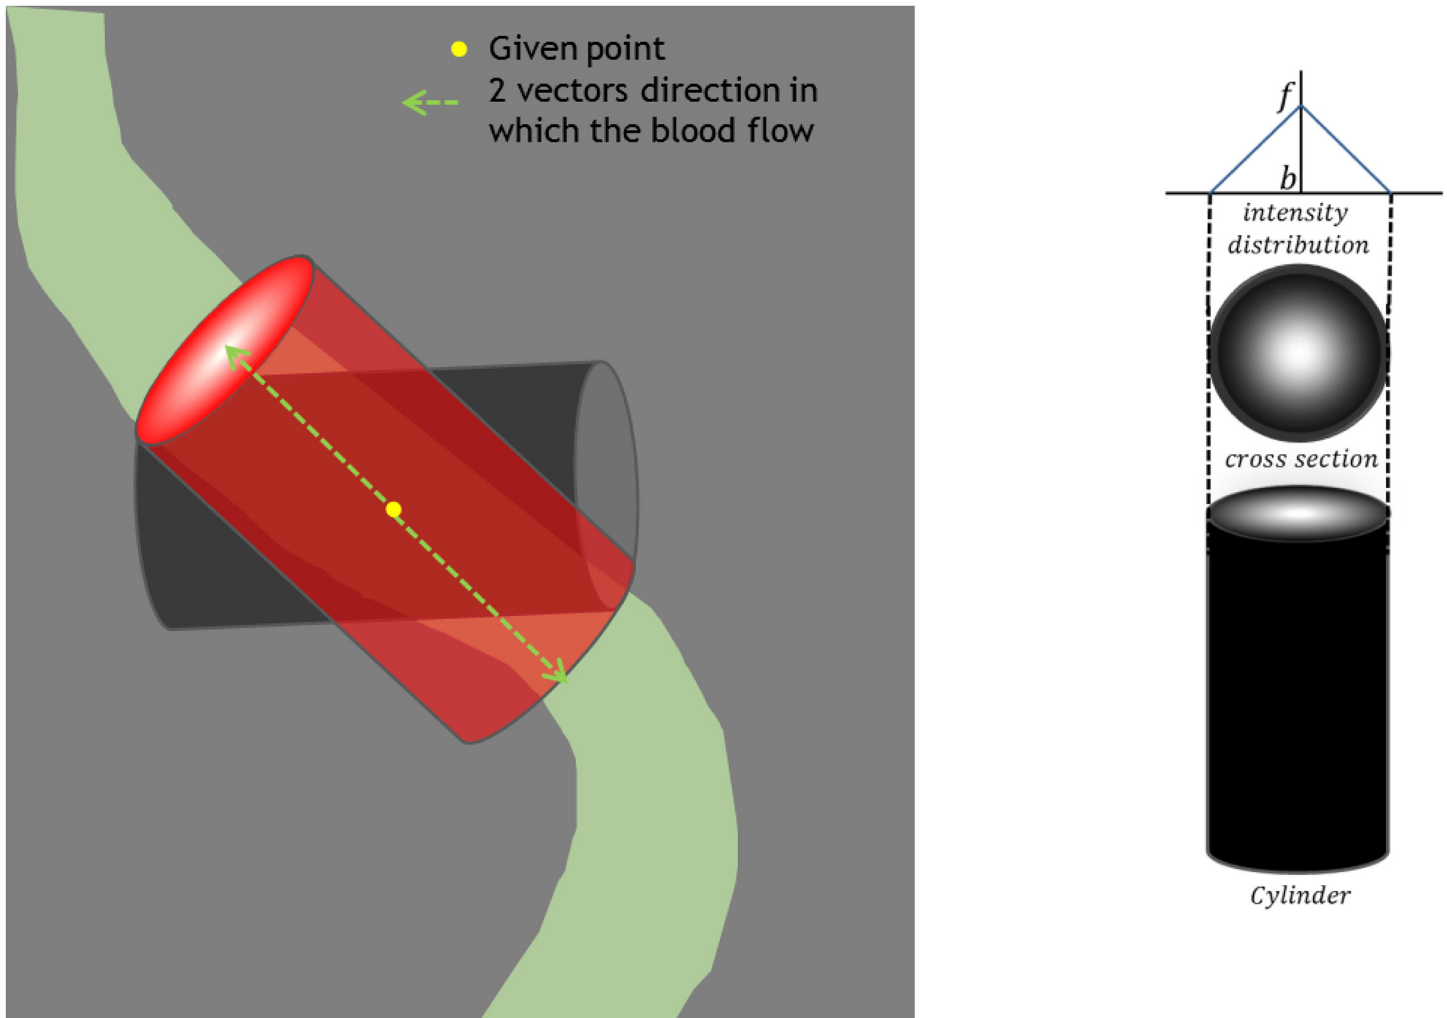 Given point
2 vectors direction in
which the blood flow
f
b
intensity
distribution
cross section
Cylinder